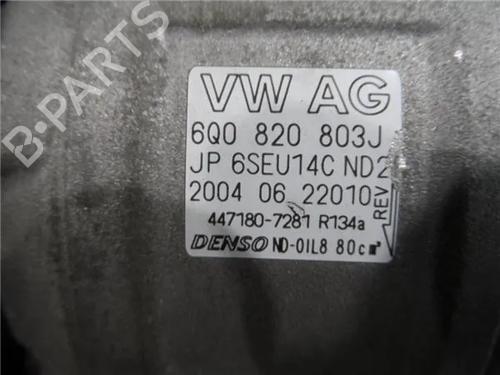 VW AG
6Q0 820 803J
JP 6SEU14C ND2
2004 06 22010
REV
447180-7281 R134a
DENSO ND-OIL8 80cm³
B-PARTS
B-PARTS